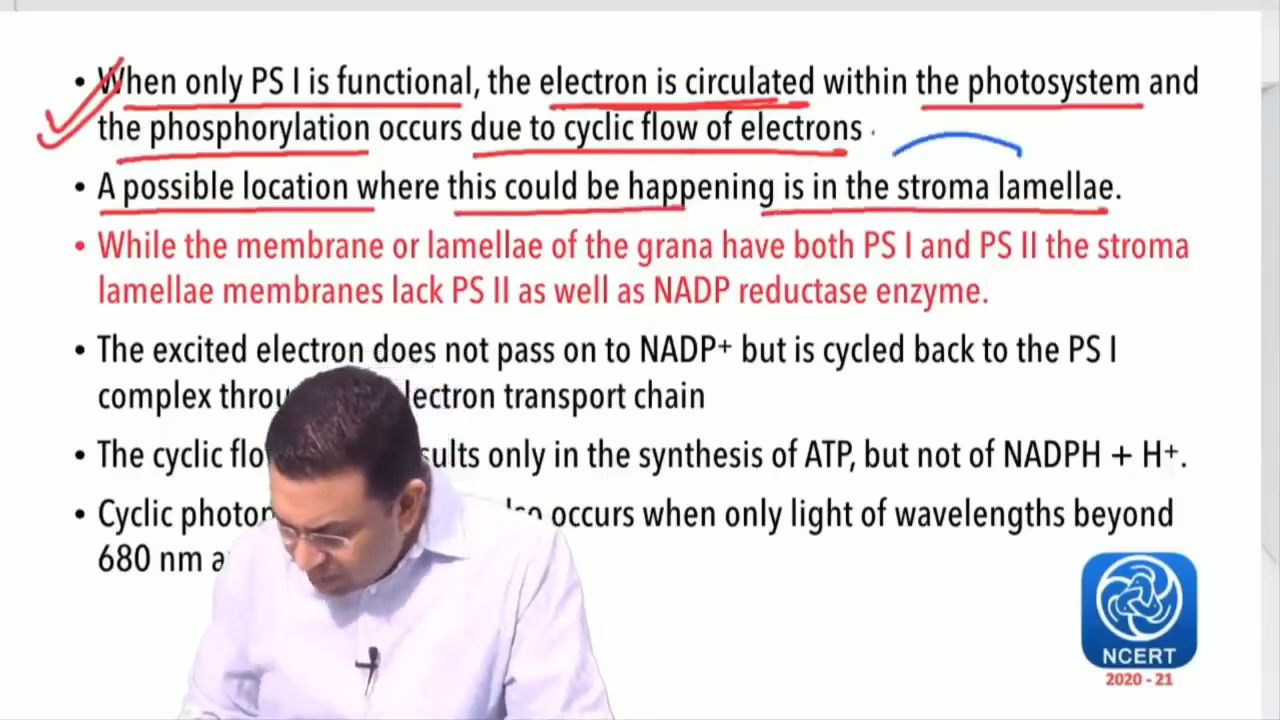 • When only PS I is functional, the electron is circulated within the photosystem and
the phosphorylation occurs due to cyclic flow of electrons .
• A possible location where this could be happening is in the stroma lamellae.
• While the membrane or lamellae of the grana have both PS I and PS II the stroma
lamellae membranes lack PS II as well as NADP reductase enzyme.
• The excited electron does not pass on to NADP+ but is cycled back to the PS I
complex lectron transport chain
• The cyclic only in the synthesis of ATP, but not of NADPH + H+.
• Cyclic occurs when only light of wavelengths beyond
680 nm
NCERT
2020 - 21